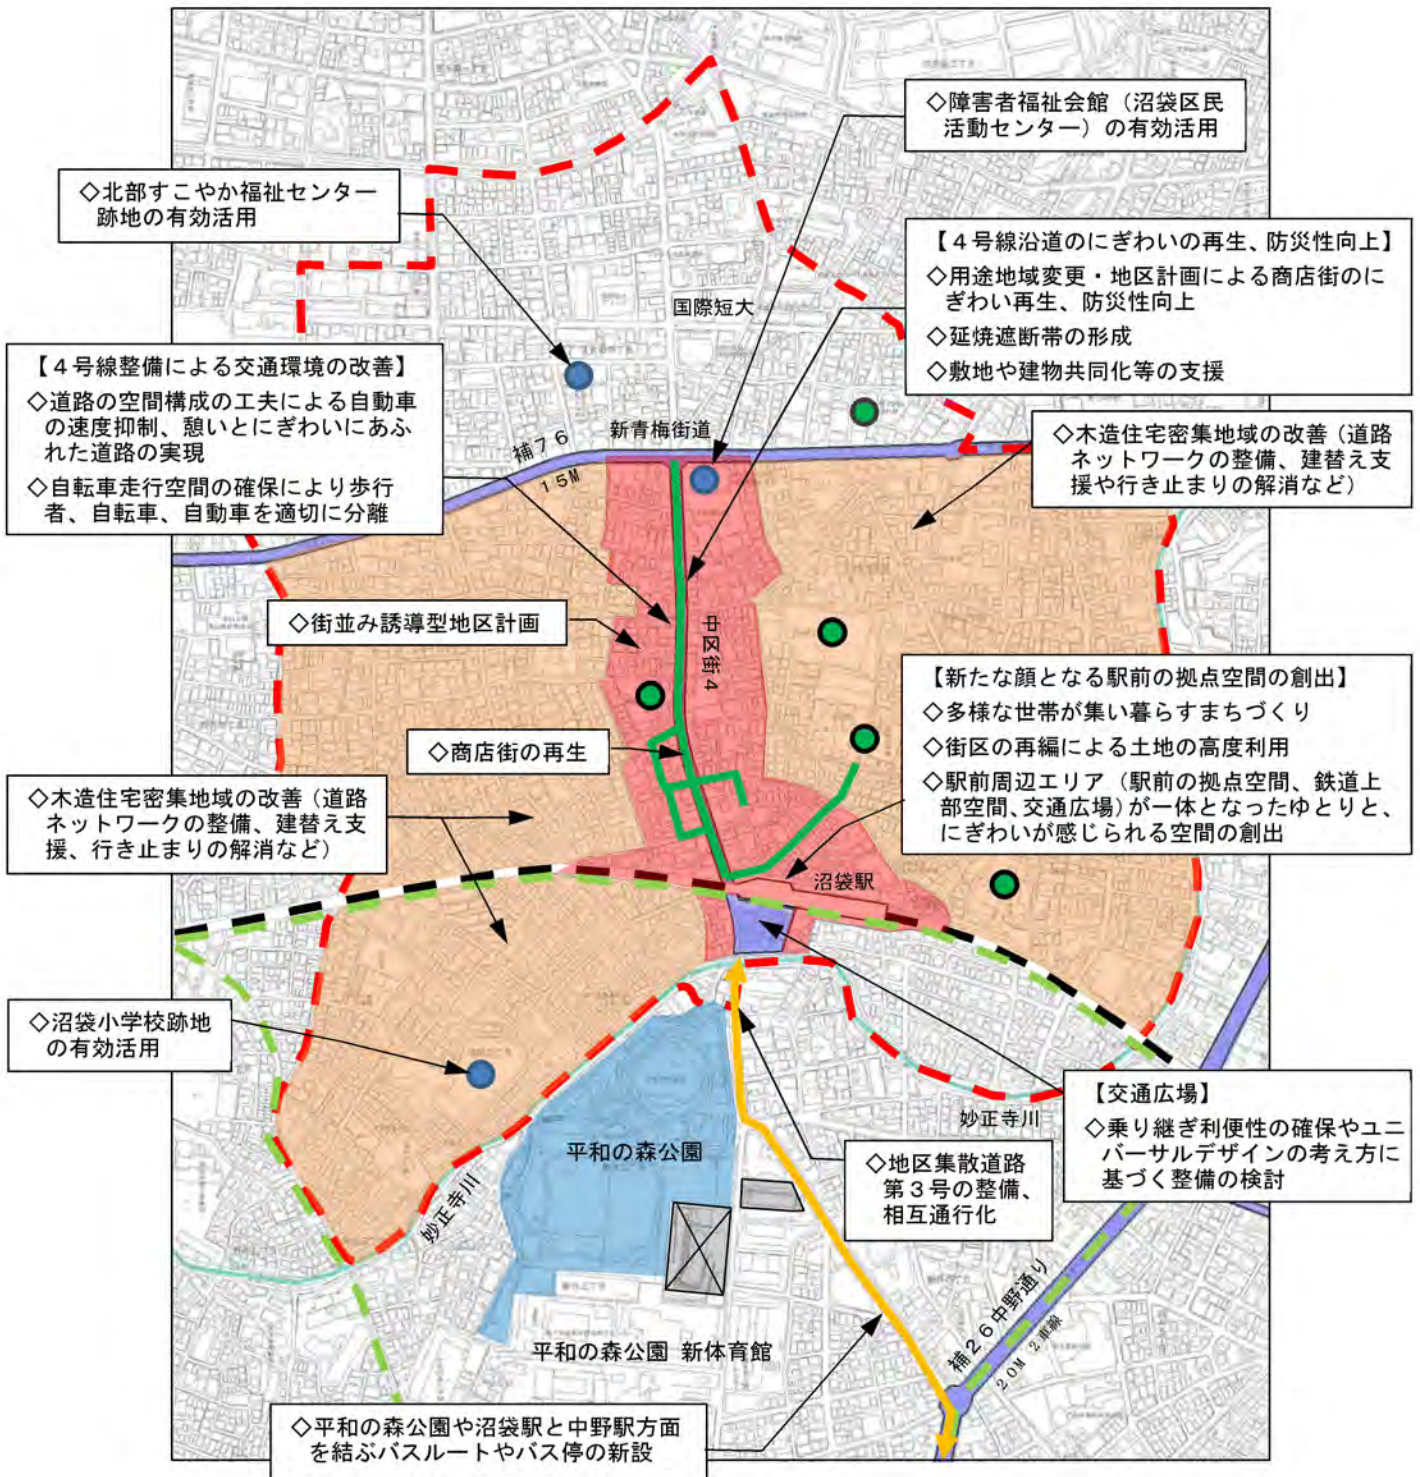 ◇障害者福祉会館（沼袋区民
活動センター）の有効活用
◇北部すこやか福祉センター
跡地の有効活用
【４号線沿道のにぎわいの再生、防災性向上】
◇用途地域変更・地区計画による商店街のに
ぎわい再生、防災性向上
◇延焼遮断帯の形成
◇敷地や建物共同化等の支援
国際短大
【４号線整備による交通環境の改善】
◇道路の空間構成の工夫による自動車
の速度抑制、憩いとにぎわいにあふ
れた道路の実現
◇自転車走行空間の確保により歩行
者、自転車、自動車を適切に分離
新青梅街道
補７６
１５Ｍ
◇木造住宅密集地域の改善（道路
ネットワークの整備、建替え支
援や行き止まりの解消など）
◇街並み誘導型地区計画
中区街４
【新たな顔となる駅前の拠点空間の創出】
◇多様な世帯が集い暮らすまちづくり
◇街区の再編による土地の高度利用
◇駅前周辺エリア（駅前の拠点空間、鉄道上
部空間、交通広場）が一体となったゆとりと、
にぎわいが感じられる空間の創出
◇商店街の再生
◇木造住宅密集地域の改善（道路
ネットワークの整備、建替え支
援、行き止まりの解消など）
沼袋駅
◇沼袋小学校跡地
の有効活用
【交通広場】
◇乗り継ぎ利便性の確保やユニ
バーサルデザインの考え方に
基づく整備の検討
妙正寺川
平和の森公園
◇地区集散道路
第３号の整備、
相互通行化
妙正寺川
補２６中野通り
２０Ｍ ２車線
平和の森公園 新体育館
◇平和の森公園や沼袋駅と中野駅方面
を結ぶバスルートやバス停の新設